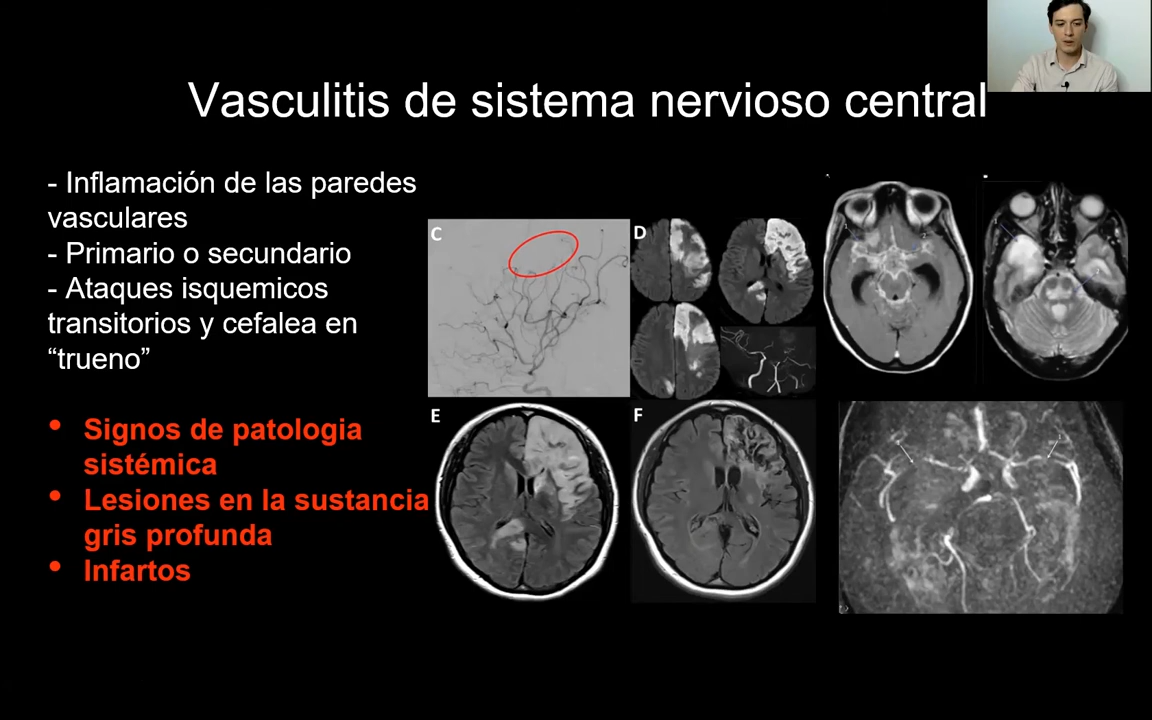 Vasculitis de sistema nervioso central
- Inflamación de las paredes
vasculares
- Primario o secundario
- Ataques isquemicos
transitorios y cefalea en
“trueno”
• Signos de patologia
sistémica
• Lesiones en la sustancia
gris profunda
• Infartos
C
D
E
F